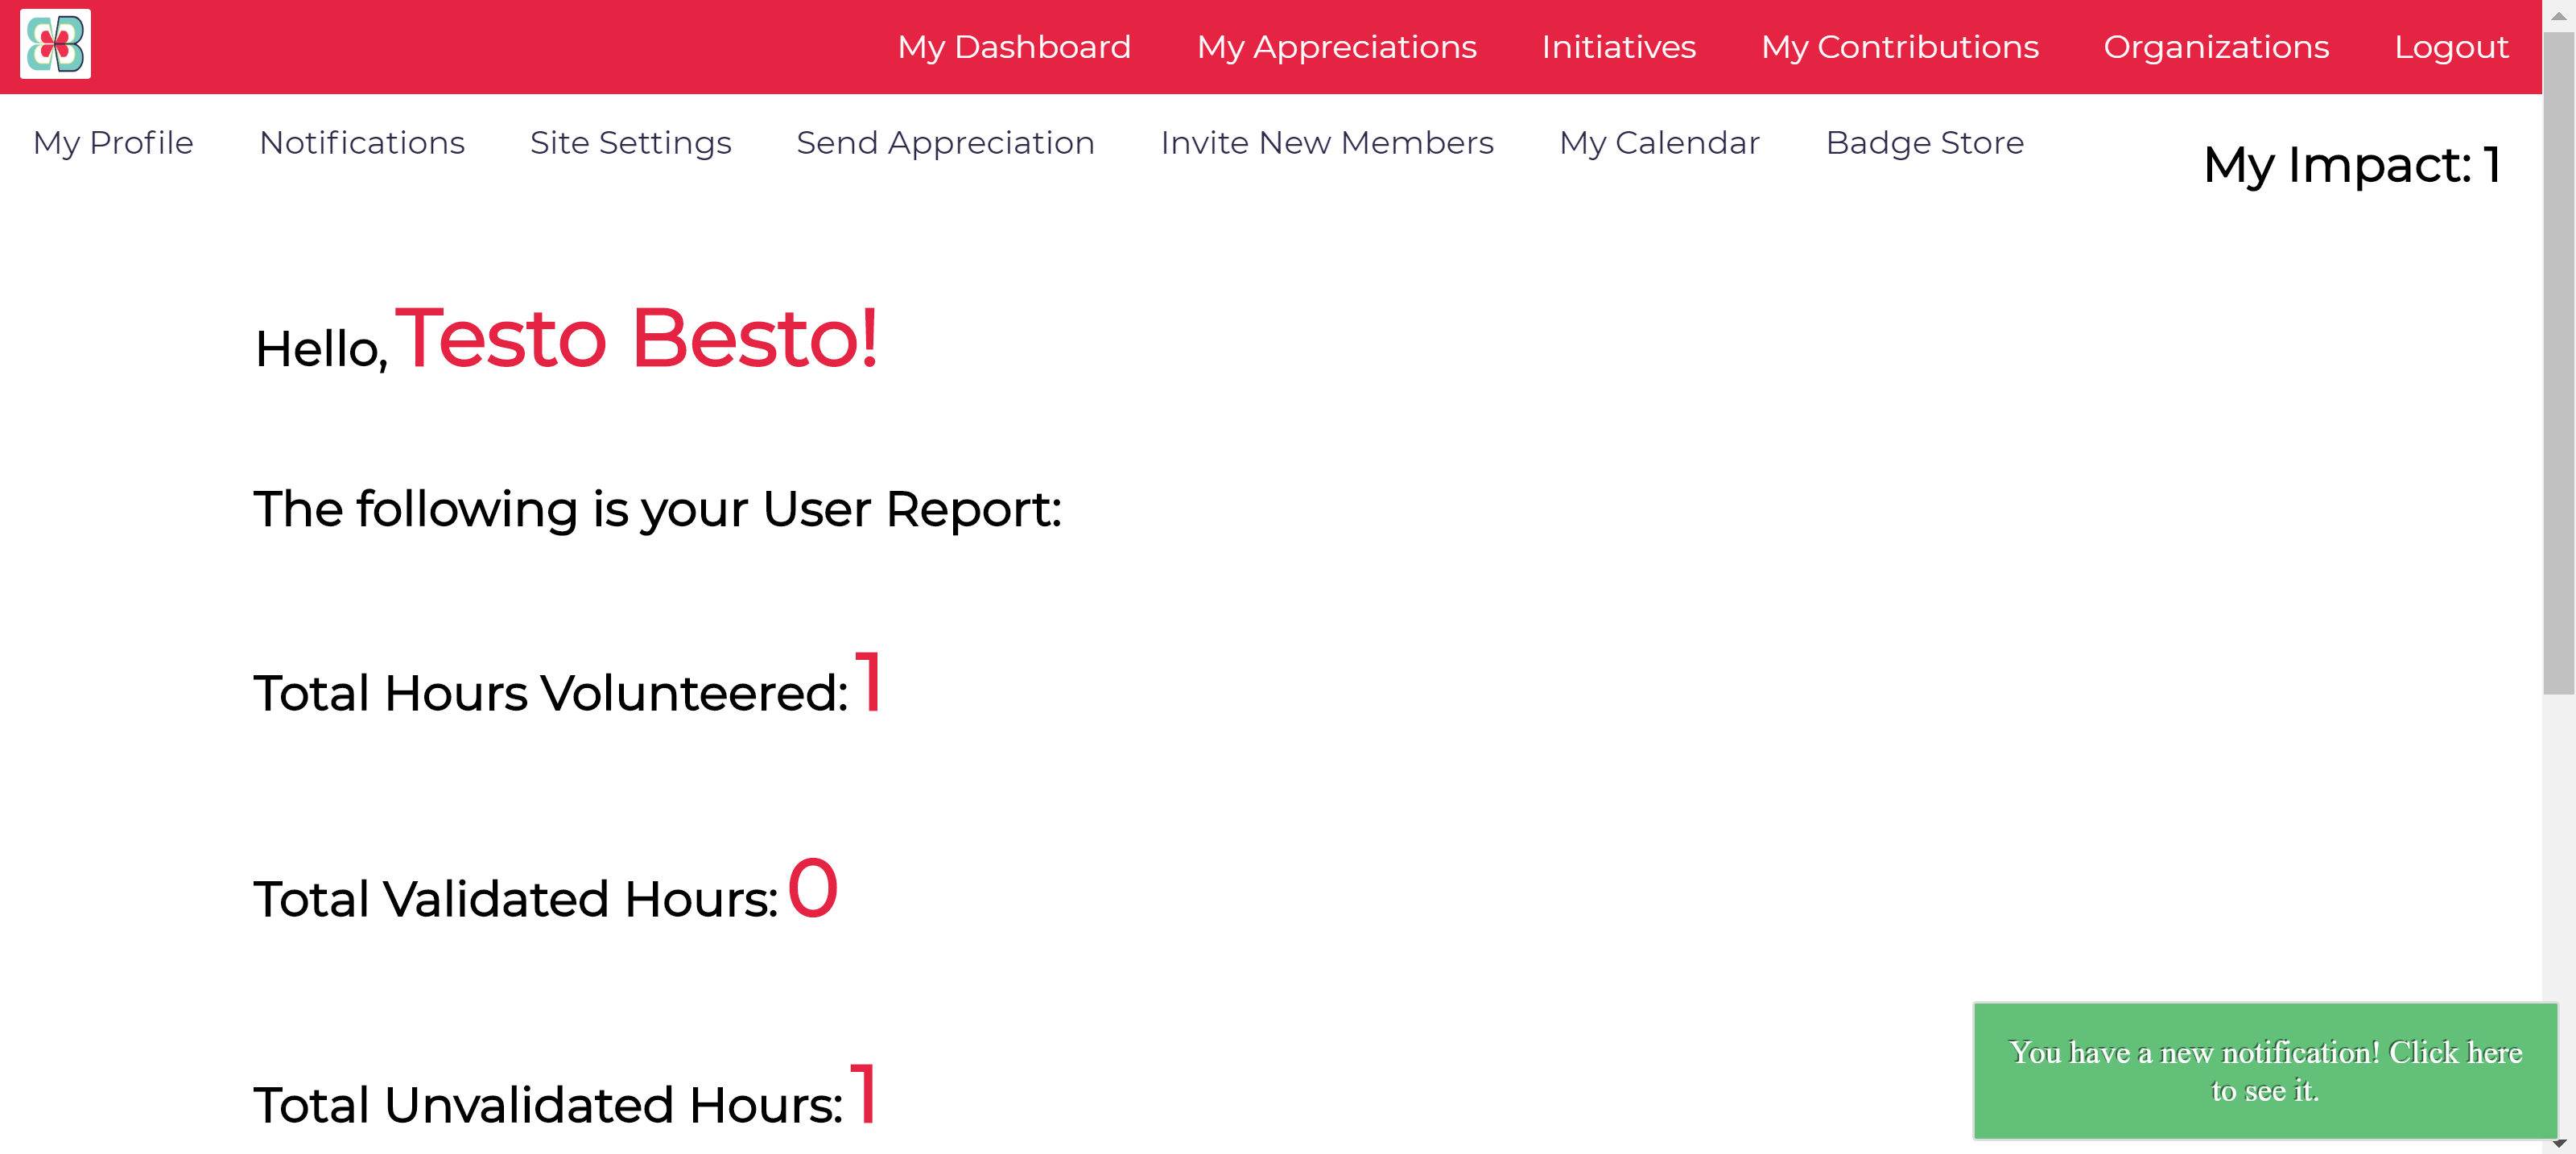 My Dashboard My Appreciations Initiatives My Contributions Organizations Logout
My Profile Notifications Site Settings Send Appreciation Invite New Members My Calendar Badge Store
My Impact: 1
Hello, Testo Besto!
The following is your User Report:
Total Hours Volunteered: 1
Total Validated Hours: 0
Total Unvalidated Hours: 1
You have a new notification! Click here
to see it.